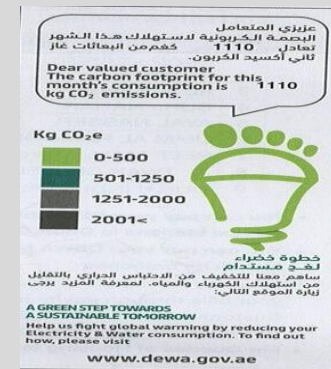 عزيزي المتعامل
البصمة الكربونية لاستهلاك هذا الشهر
تعادل 1110 كغم من انبعاثات غاز
ثاني أكسيد الكربون.
Dear valued customer
The carbon footprint for this
month's consumption is 1110
kg CO₂ emissions.
Kg CO₂e
0-500
501-1250
1251-2000
2001<
خطوة خضراء
لغدٍ مستدام
ساهم معنا للتخفيف من الاحتباس الحراري بالتقليل
من استهلاك الكهرباء والمياه. لمعرفة المزيد يرجى
زيارة الموقع التالي:
A GREEN STEP TOWARDS
A SUSTAINABLE TOMORROW
Help us fight global warming by reducing your
Electricity & Water consumption. To find out
how, please visit
www.dewa.gov.ae